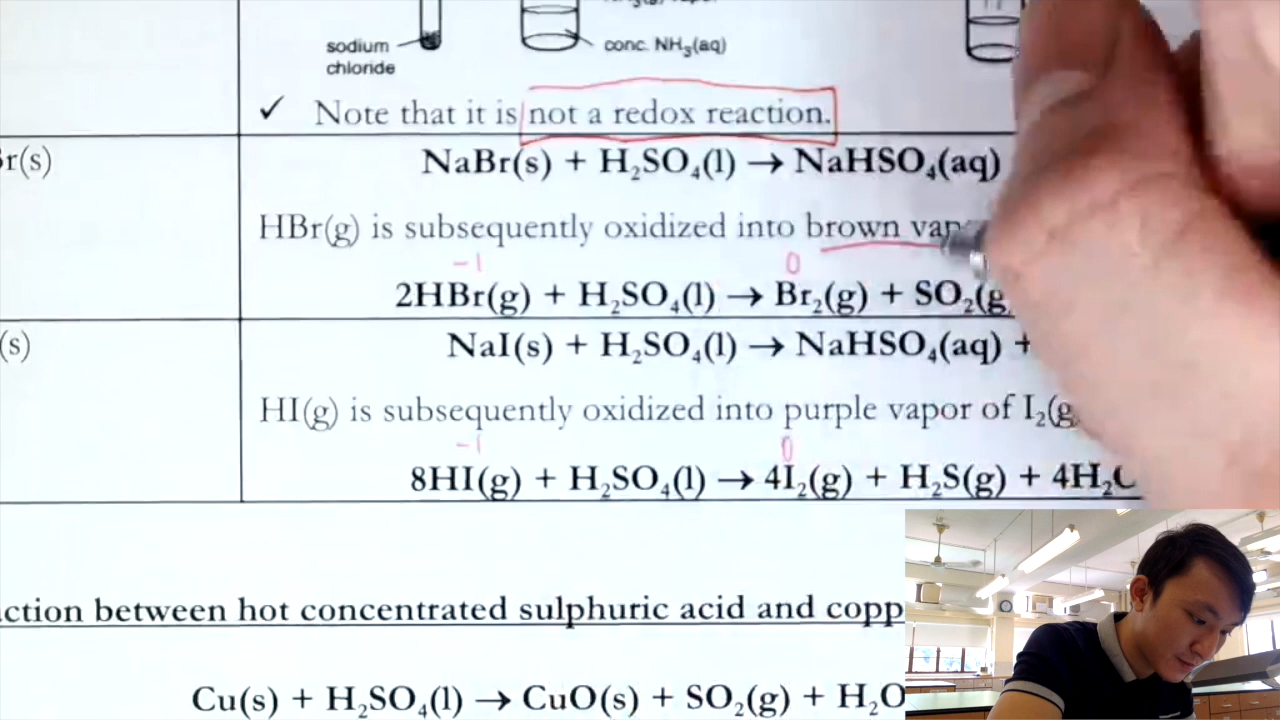 sodium
chloride
conc. NH₃(aq)
✓ Note that it is not a redox reaction.
r(s)
NaBr(s) + H₂SO₄(l) → NaHSO₄(aq)
HBr(g) is subsequently oxidized into brown
-1 0
2HBr(g) + H₂SO₄(l) → Br₂(g) + SO₂(g
(s)
NaI(s) + H₂SO₄(l) → NaHSO₄(aq) +
HI(g) is subsequently oxidized into purple vapor of I₂(g
-1 0
8HI(g) + H₂SO₄(l) → 4I₂(g) + H₂S(g) + 4H₂
ction between hot concentrated sulphuric acid and copp
Cu(s) + H₂SO₄(l) → CuO(s) + SO₂(g) + H₂O